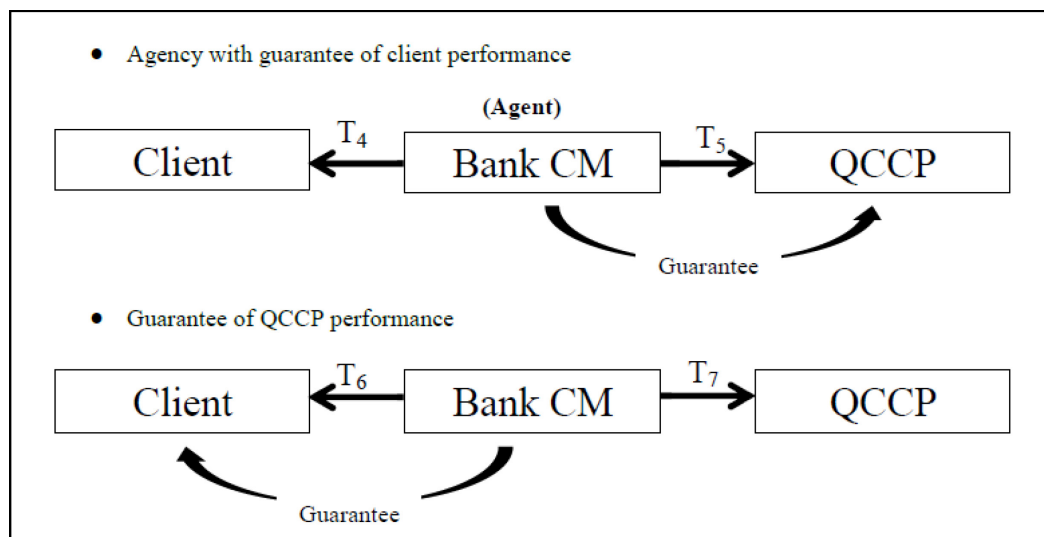 ● Agency with guarantee of client performance
(Agent)
Client T₄ Bank CM T₅ QCCP
Guarantee
● Guarantee of QCCP performance
Client T₆ Bank CM T₇ QCCP
Guarantee